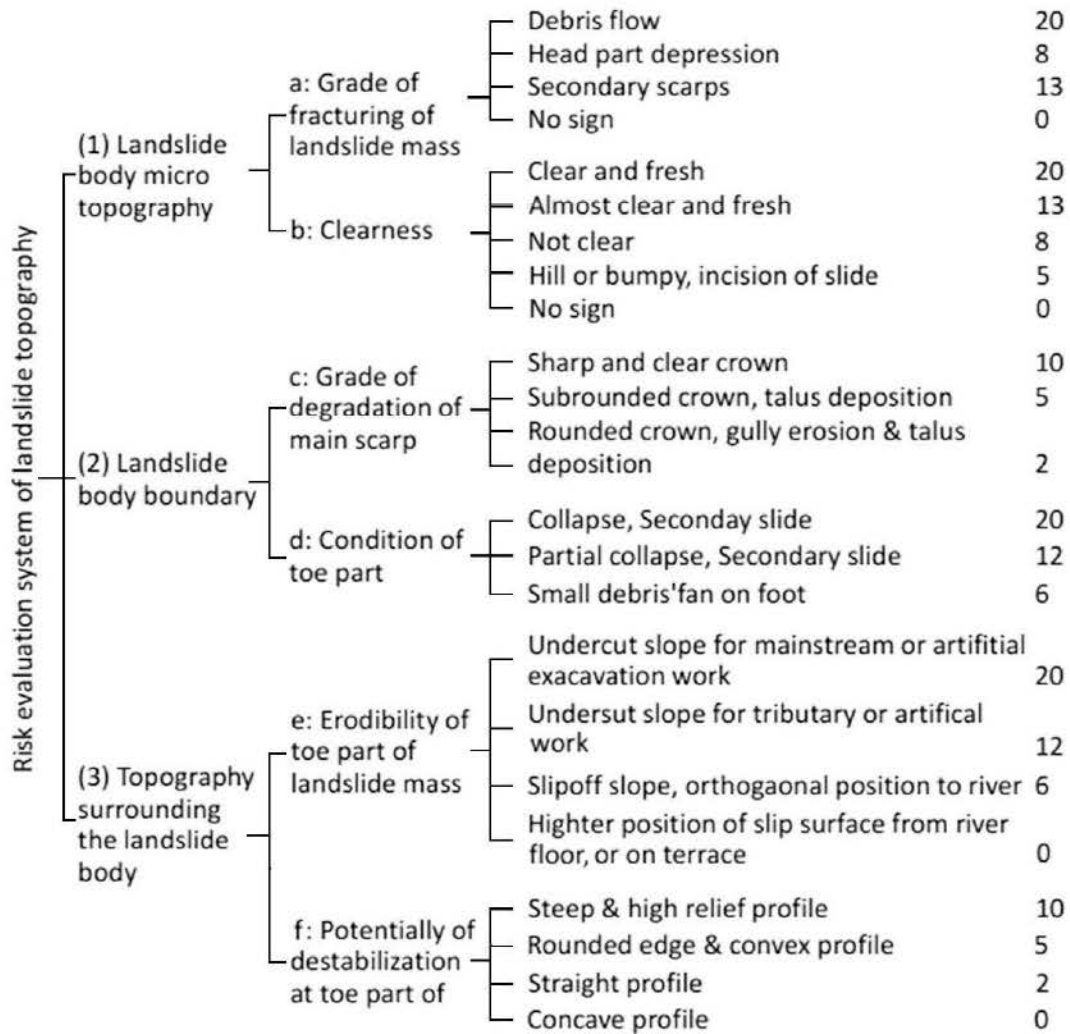 Risk evaluation system of landslide topography
(1) Landslide
body micro
topography
a: Grade of
fracturing of
landslide mass
Debris flow 20
Head part depression 8
Secondary scarps 13
No sign 0
b: Clearness
Clear and fresh 20
Almost clear and fresh 13
Not clear 8
Hill or bumpy, incision of slide 5
No sign 0
(2) Landslide
body boundary
c: Grade of
degradation of
main scarp
Sharp and clear crown 10
Subrounded crown, talus deposition 5
Rounded crown, gully erosion & talus
deposition 2
d: Condition of
toe part
Collapse, Seconday slide 20
Partial collapse, Secondary slide 12
Small debris'fan on foot 6
(3) Topography
surrounding
the landslide
body
e: Erodibility of
toe part of
landslide mass
Undercut slope for mainstream or artifitial
exacavation work 20
Undersut slope for tributary or artifical
work 12
Slipoff slope, orthogaonal position to river 6
Highter position of slip surface from river
floor, or on terrace 0
f: Potentially of
destabilization
at toe part of
Steep & high relief profile 10
Rounded edge & convex profile 5
Straight profile 2
Concave profile 0